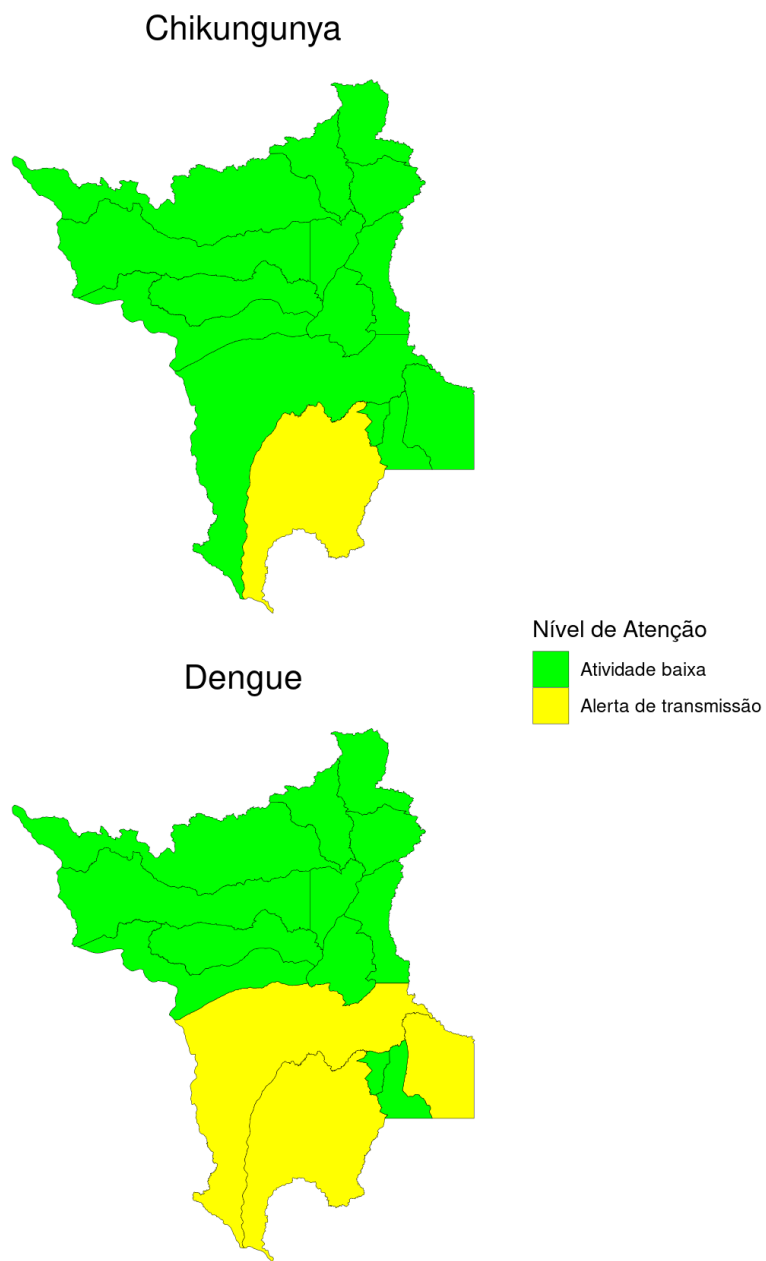 Chikungunya
Nível de Atenção
Atividade baixa
Alerta de transmissão
Dengue